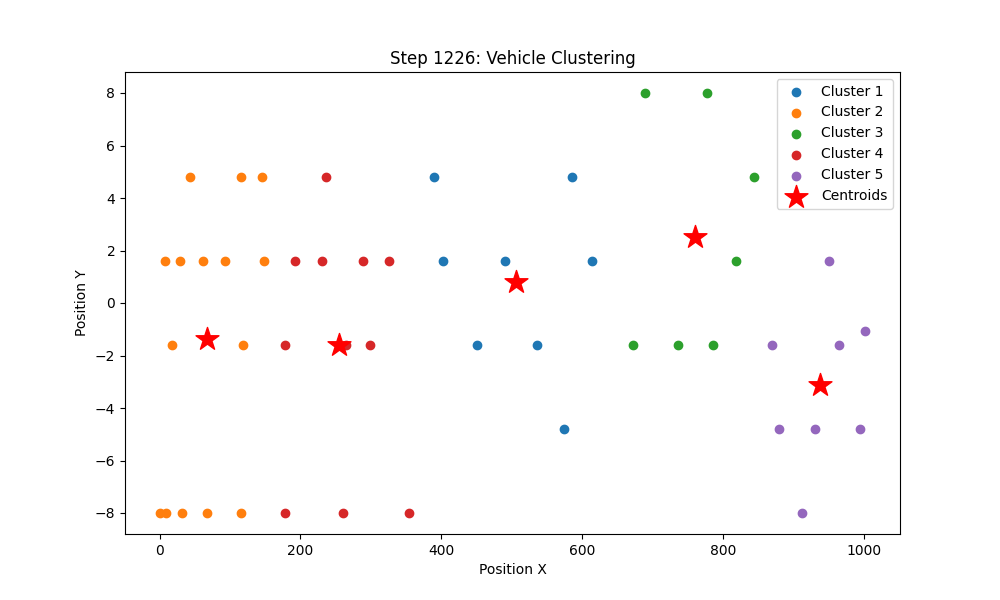 Step 1226: Vehicle Clustering
Cluster 1
Cluster 2
Cluster 3
Cluster 4
Cluster 5
Centroids
8
6
4
2
0
−2
−4
−6
−8
Position Y
0 200 400 600 800 1000
Position X